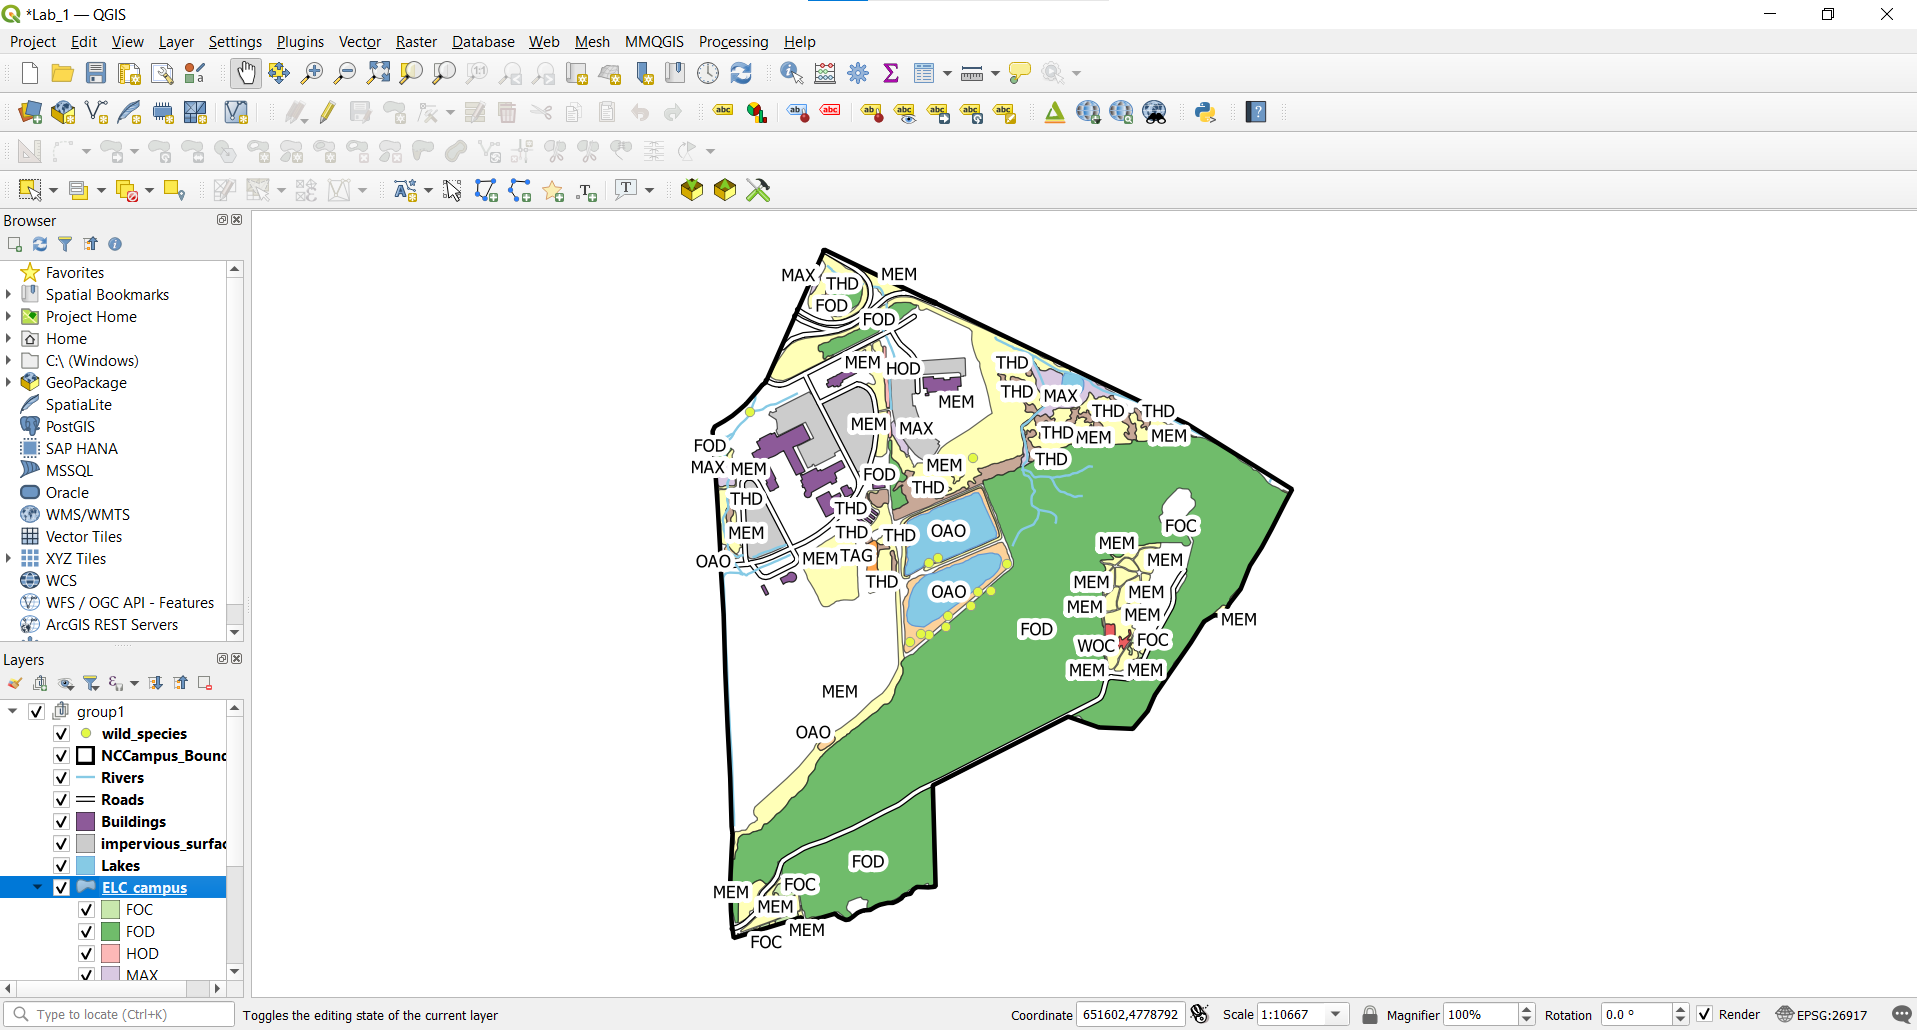 *Lab_1 — QGIS
Project Edit View Layer Settings Plugins Vector Raster Database Web Mesh MMQGIS Processing Help
Browser
Favorites
Spatial Bookmarks
Project Home
Home
C:\ (Windows)
GeoPackage
SpatiaLite
PostGIS
SAP HANA
MSSQL
Oracle
WMS/WMTS
Vector Tiles
XYZ Tiles
WCS
WFS / OGC API - Features
ArcGIS REST Servers
Layers
group1
wild_species
NCCampus_Bound
Rivers
Roads
Buildings
impervious_surfac
Lakes
ELC_campus
FOC
FOD
HOD
MAX
MAX THD MEM
FOD
FOD
MEM HOD THD
THD MAX
MEM THD THD
MEM MAX THD MEM MEM
FOD
MAX MEM MEM THD
FOD THD
THD THD
MEM THD THD OAO FOC
OAO MEM TAG MEM MEM
THD OAO MEM MEM
MEM MEM
MEM
FOD WOC FOC
MEM MEM
MEM
OAO
FOD
MEM FOC
MEM
FOC MEM
Type to locate (Ctrl+K) Toggles the editing state of the current layer Coordinate 651602,4778792 Scale 1:10667 Magnifier 100% Rotation 0.0 ° Render EPSG:26917